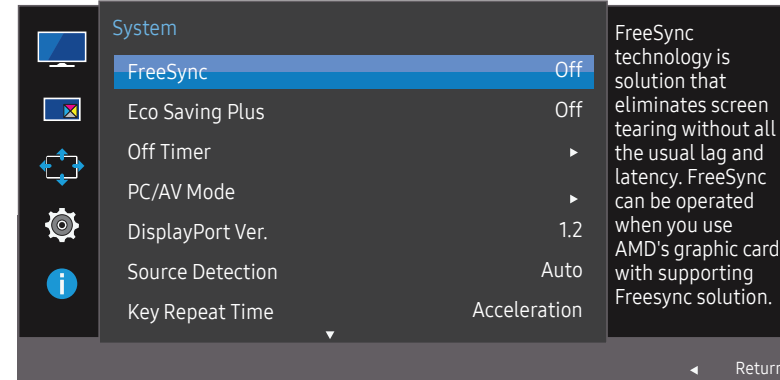 System
FreeSync Off
Eco Saving Plus Off
Off Timer
PC/AV Mode
DisplayPort Ver. 1.2
Source Detection Auto
Key Repeat Time Acceleration
FreeSync
technology is
solution that
eliminates screen
tearing without all
the usual lag and
latency. FreeSync
can be operated
when you use
AMD's graphic card
with supporting
Freesync solution.
Return